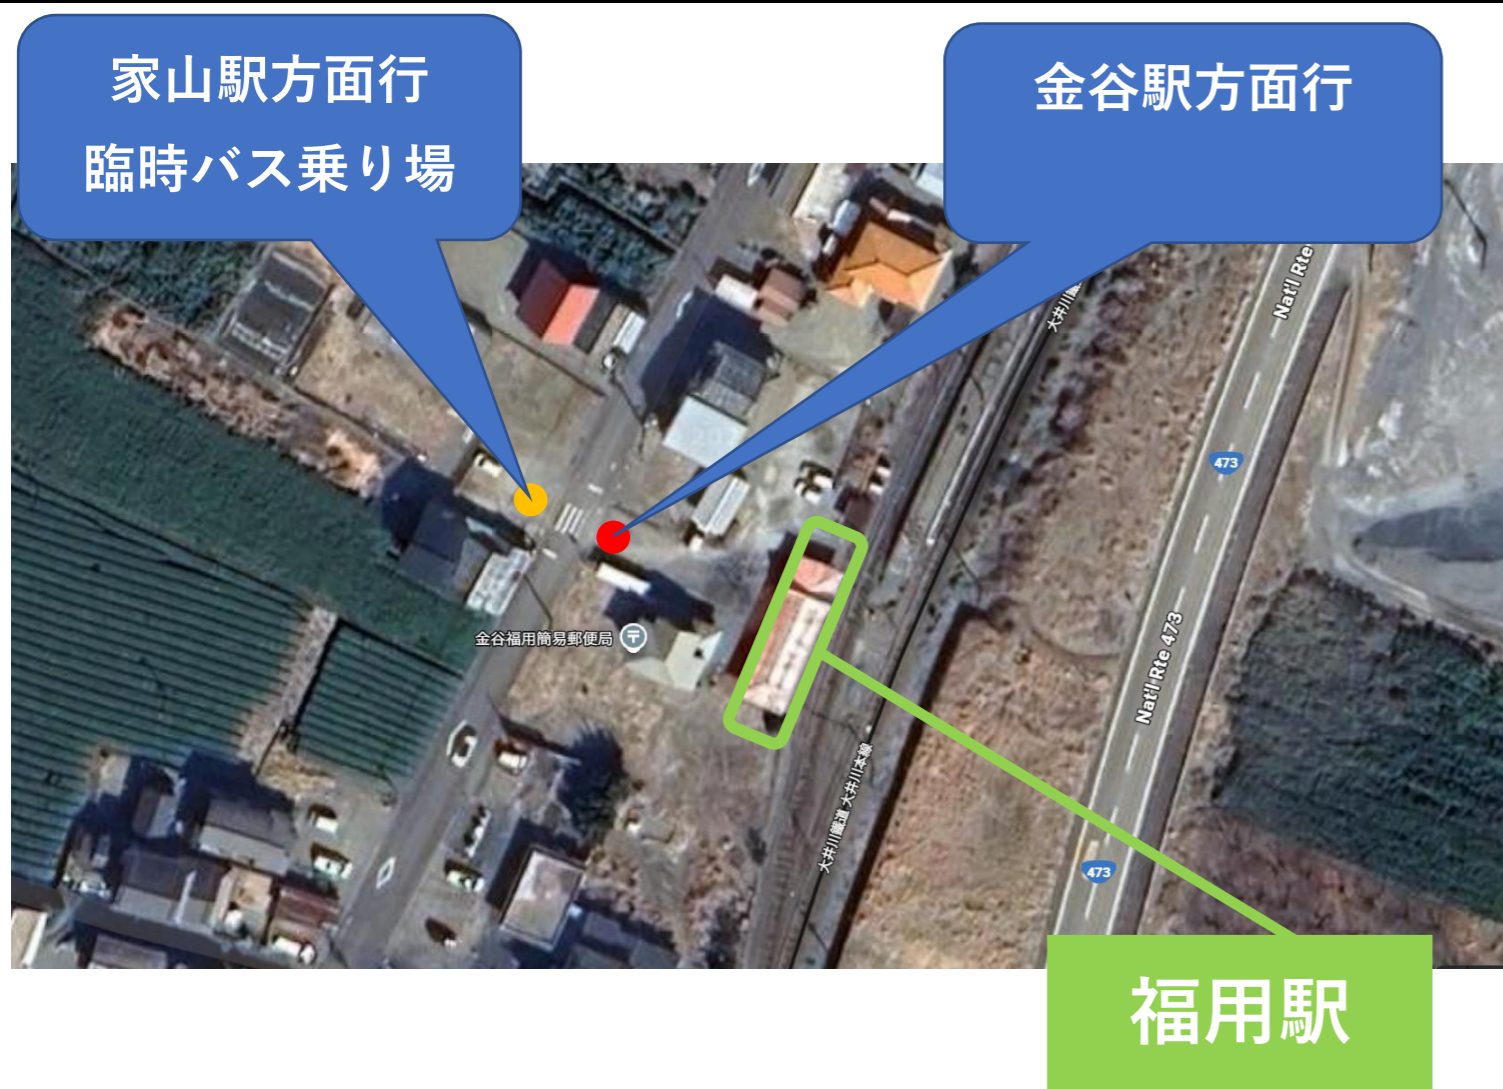 家山駅方面行
臨時バス乗り場
金谷駅方面行
Nat'l Rte
大井川鐵
473
金谷福用簡易郵便局
Nat'l Rte 473
大井川鐵道 大井川本線
473
福用駅